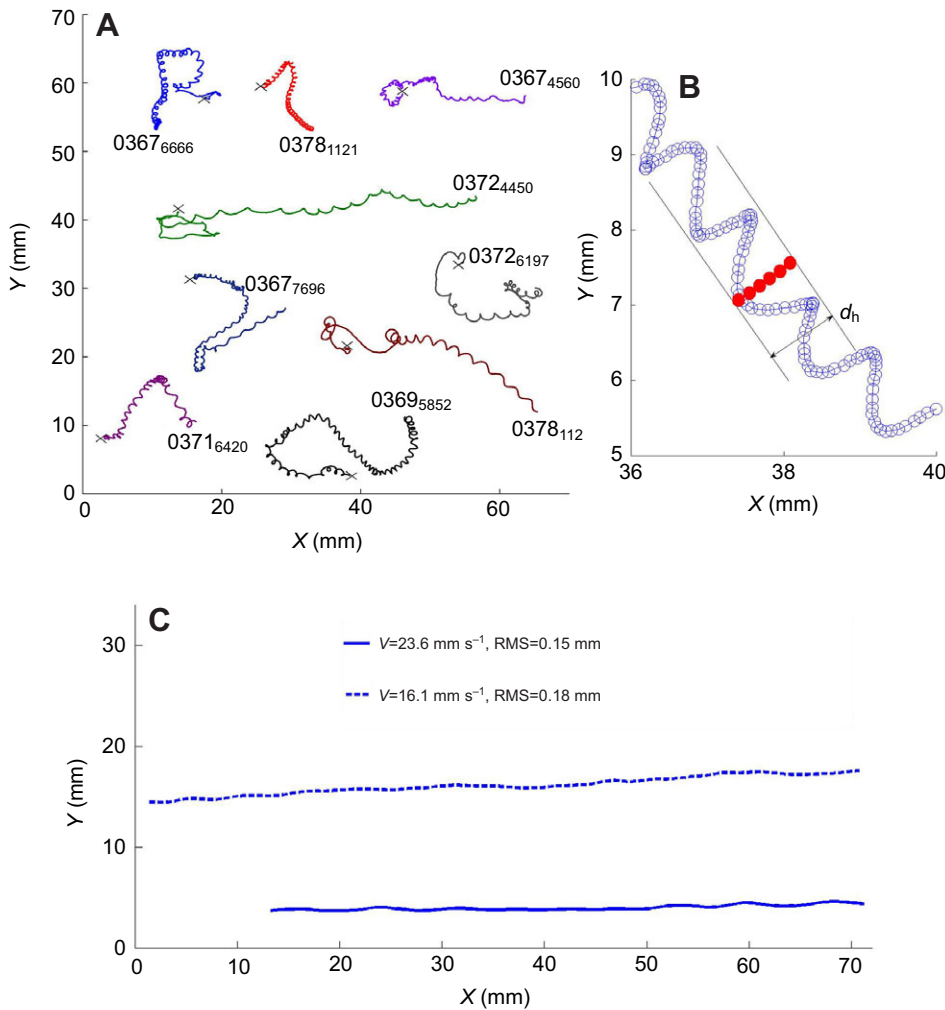 A
70
60
50
40
30
20
10
0
Y (mm)
0367₆₆₆₆
0378₁₁₂₁
0367₄₅₆₀
0372₄₄₅₀
0372₆₁₉₇
0367₇₆₉₆
0371₆₄₂₀
0369₅₈₅₂
0378₁₁₂
0 20 40 60
X (mm)
B
10
9
8
7
6
5
Y (mm)
dₕ
36 38 40
X (mm)
C
30
20
10
0
Y (mm)
V=23.6 mm s⁻¹, RMS=0.15 mm
V=16.1 mm s⁻¹, RMS=0.18 mm
0 10 20 30 40 50 60 70
X (mm)